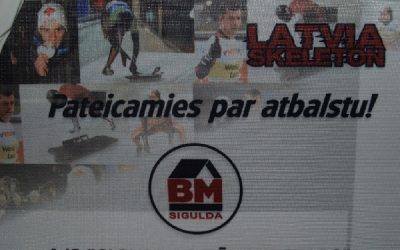 LATVIA
SKELETON
Pateicamies par atbalstu!
BM
SIGULDA